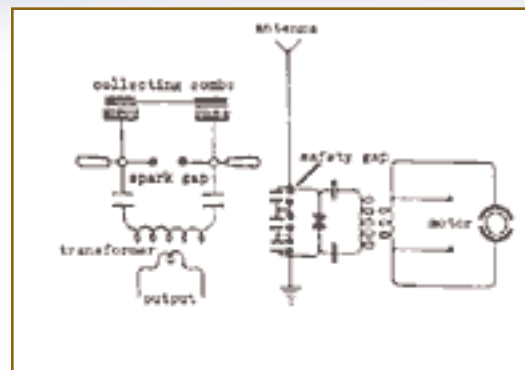 antenna
collecting combs
safety gap
spark gap
motor
transformer
output